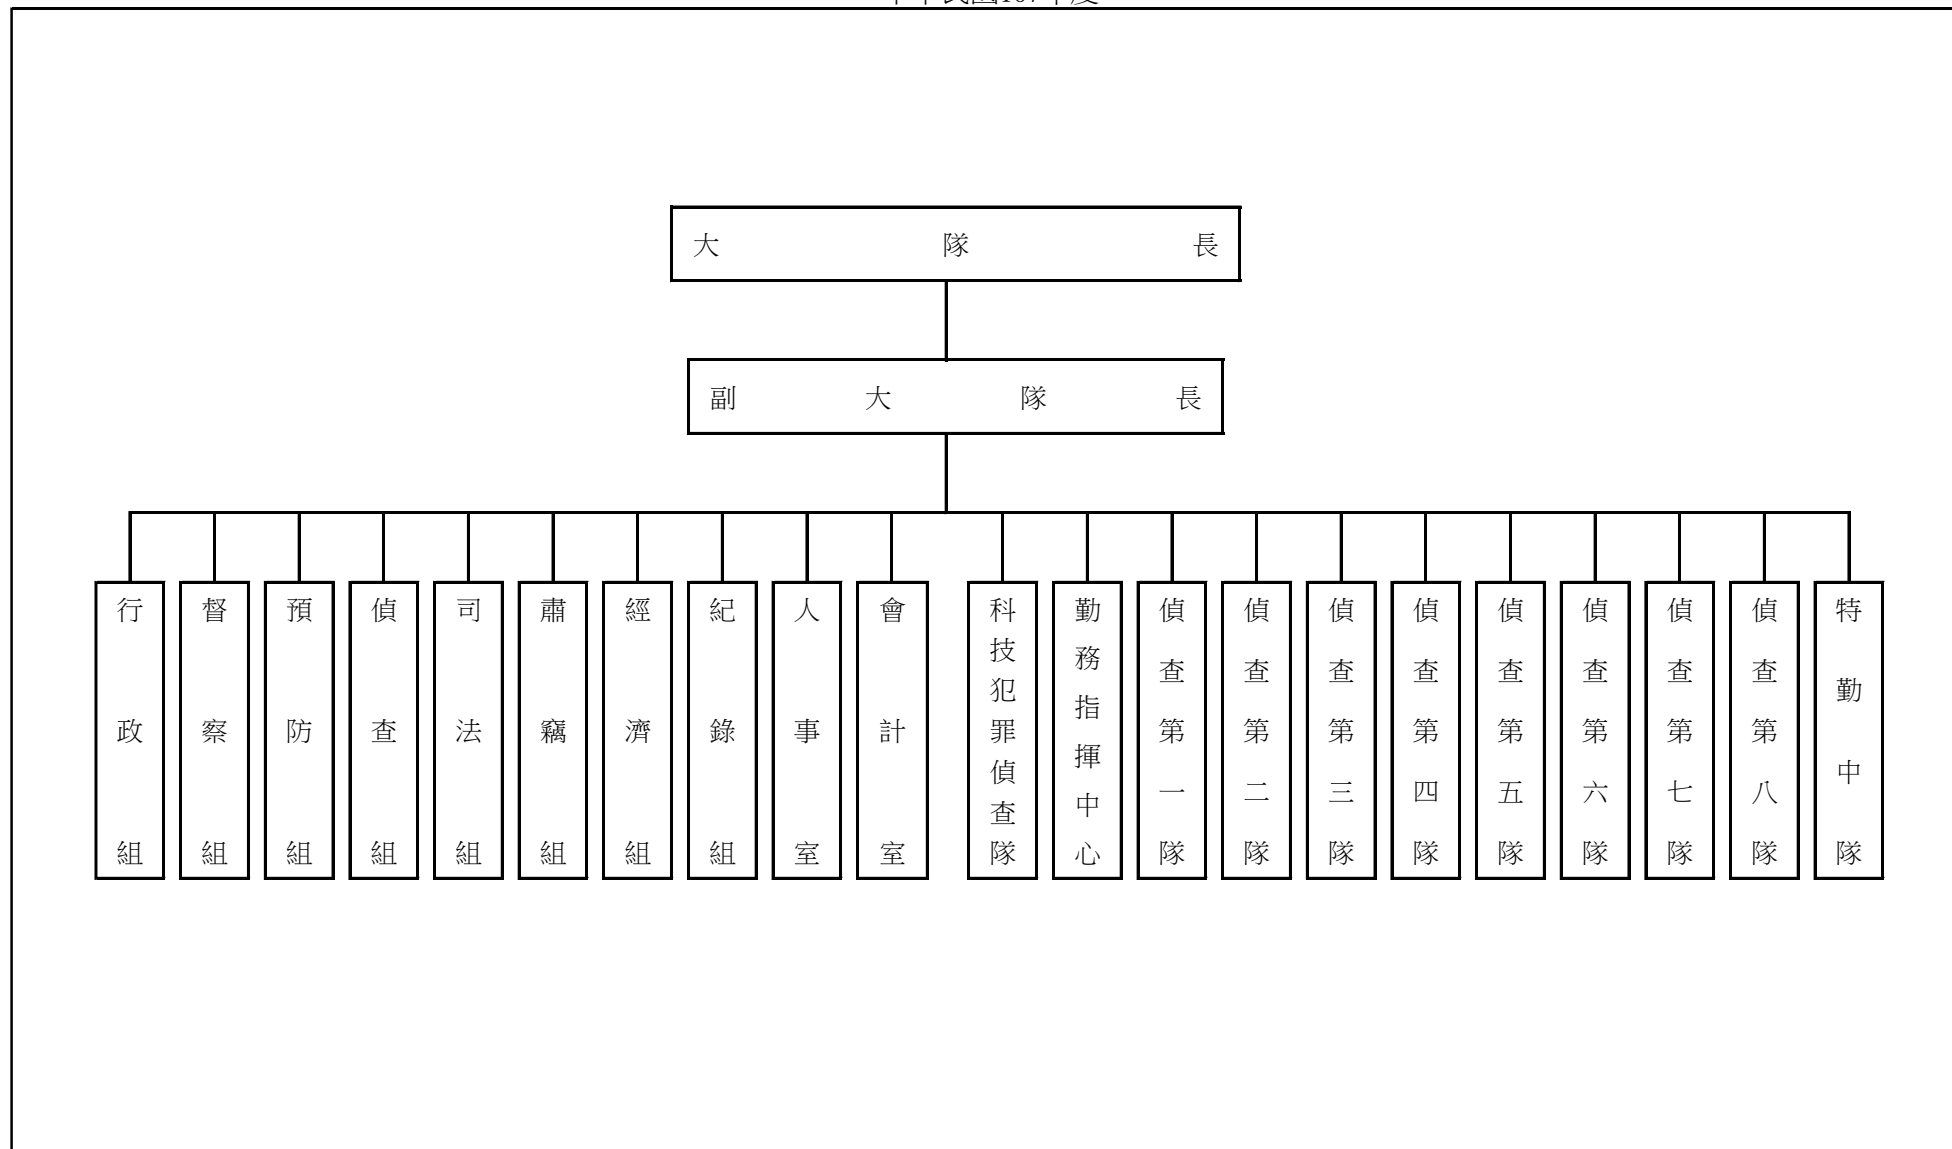 大隊長
副大隊長
行政組
督察組
預防組
偵查組
司法組
肅竊組
經濟組
紀錄組
人事室
會計室
科技犯罪偵查隊
勤務指揮中心
偵查第一隊
偵查第二隊
偵查第三隊
偵查第四隊
偵查第五隊
偵查第六隊
偵查第七隊
偵查第八隊
特勤中隊